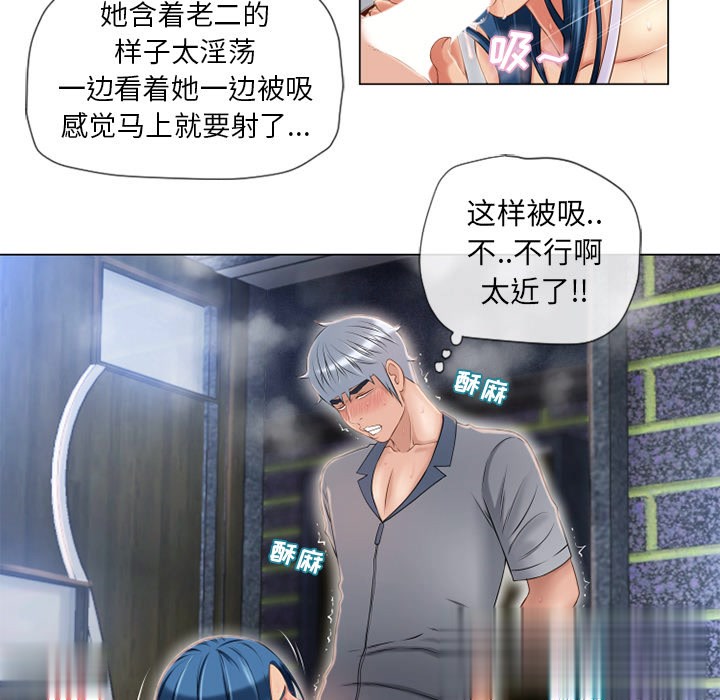 她含着老二的
样子太淫荡
一边看着她一边被吸
感觉马上就要射了...
吸~
这样被吸..
不..不行啊
太近了!!
酥麻
酥麻